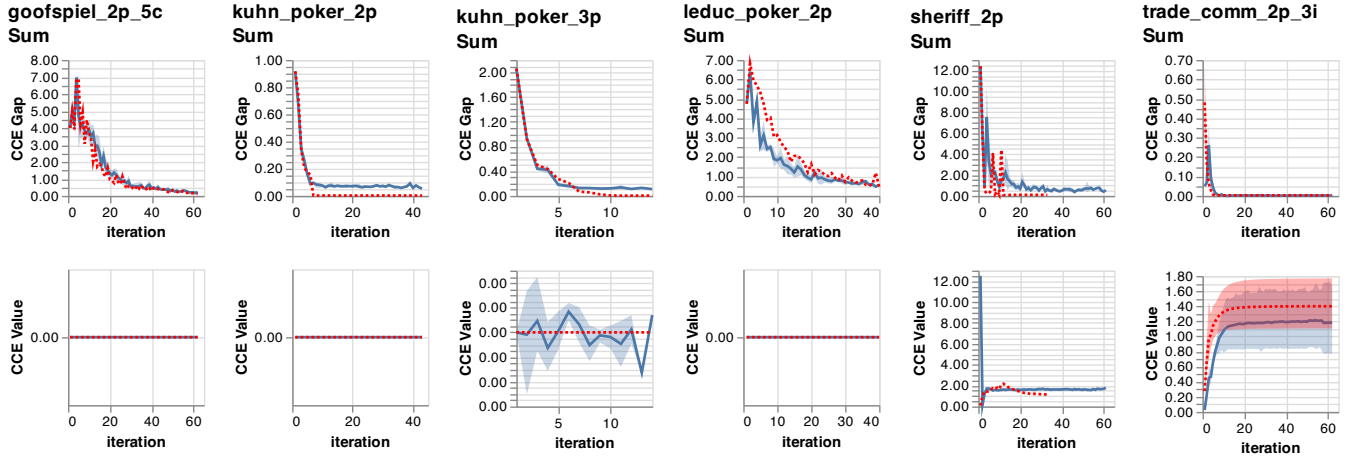 goofspiel_2p_5c
Sum
8.00
7.00
6.00
5.00
4.00
3.00
2.00
1.00
0.00
CCE Gap
0 20 40 60
iteration
kuhn_poker_2p
Sum
1.00
0.80
0.60
0.40
0.20
0.00
CCE Gap
0 20 40
iteration
kuhn_poker_3p
Sum
2.00
1.60
1.20
0.80
0.40
0.00
CCE Gap
5 10
iteration
leduc_poker_2p
Sum
7.00
6.00
5.00
4.00
3.00
2.00
1.00
0.00
CCE Gap
0 10 20 30 40
iteration
sheriff_2p
Sum
12.00
10.00
8.00
6.00
4.00
2.00
0.00
CCE Gap
0 20 40 60
iteration
trade_comm_2p_3i
Sum
0.70
0.60
0.50
0.40
0.30
0.20
0.10
0.00
CCE Gap
0 20 40 60
iteration
CCE Value
0.00
0 20 40 60
iteration
CCE Value
0.00
0 20 40
iteration
CCE Value
0.00
0.00
0.00
0.00
0.00
0.00
5 10
iteration
CCE Value
0.00
0 10 20 30 40
iteration
CCE Value
12.00
10.00
8.00
6.00
4.00
2.00
0.00
0 20 40 60
iteration
CCE Value
1.80
1.60
1.40
1.20
1.00
0.80
0.60
0.40
0.20
0.00
0 20 40 60
iteration